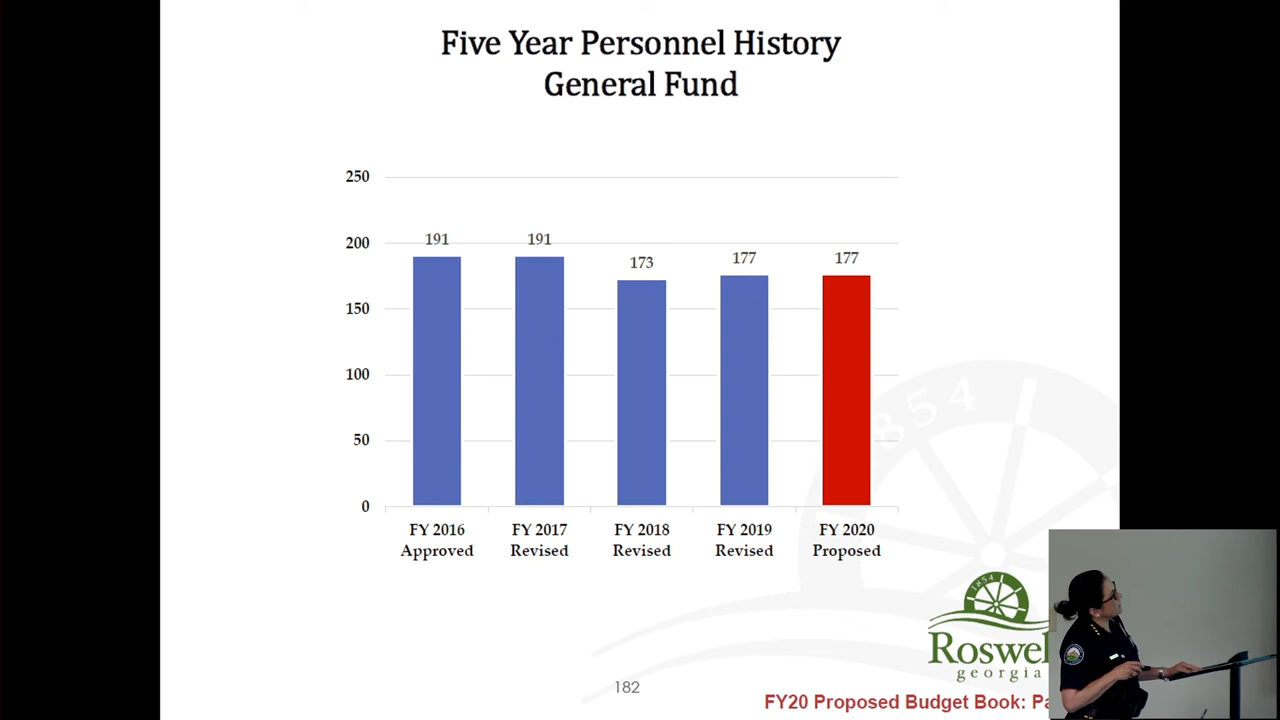 Five Year Personnel History
General Fund
250
200
150
100
50
0
191
191
173
177
177
FY 2016
Approved
FY 2017
Revised
FY 2018
Revised
FY 2019
Revised
FY 2020
Proposed
1854
1854
Roswel
georgia
182
FY20 Proposed Budget Book: Pa